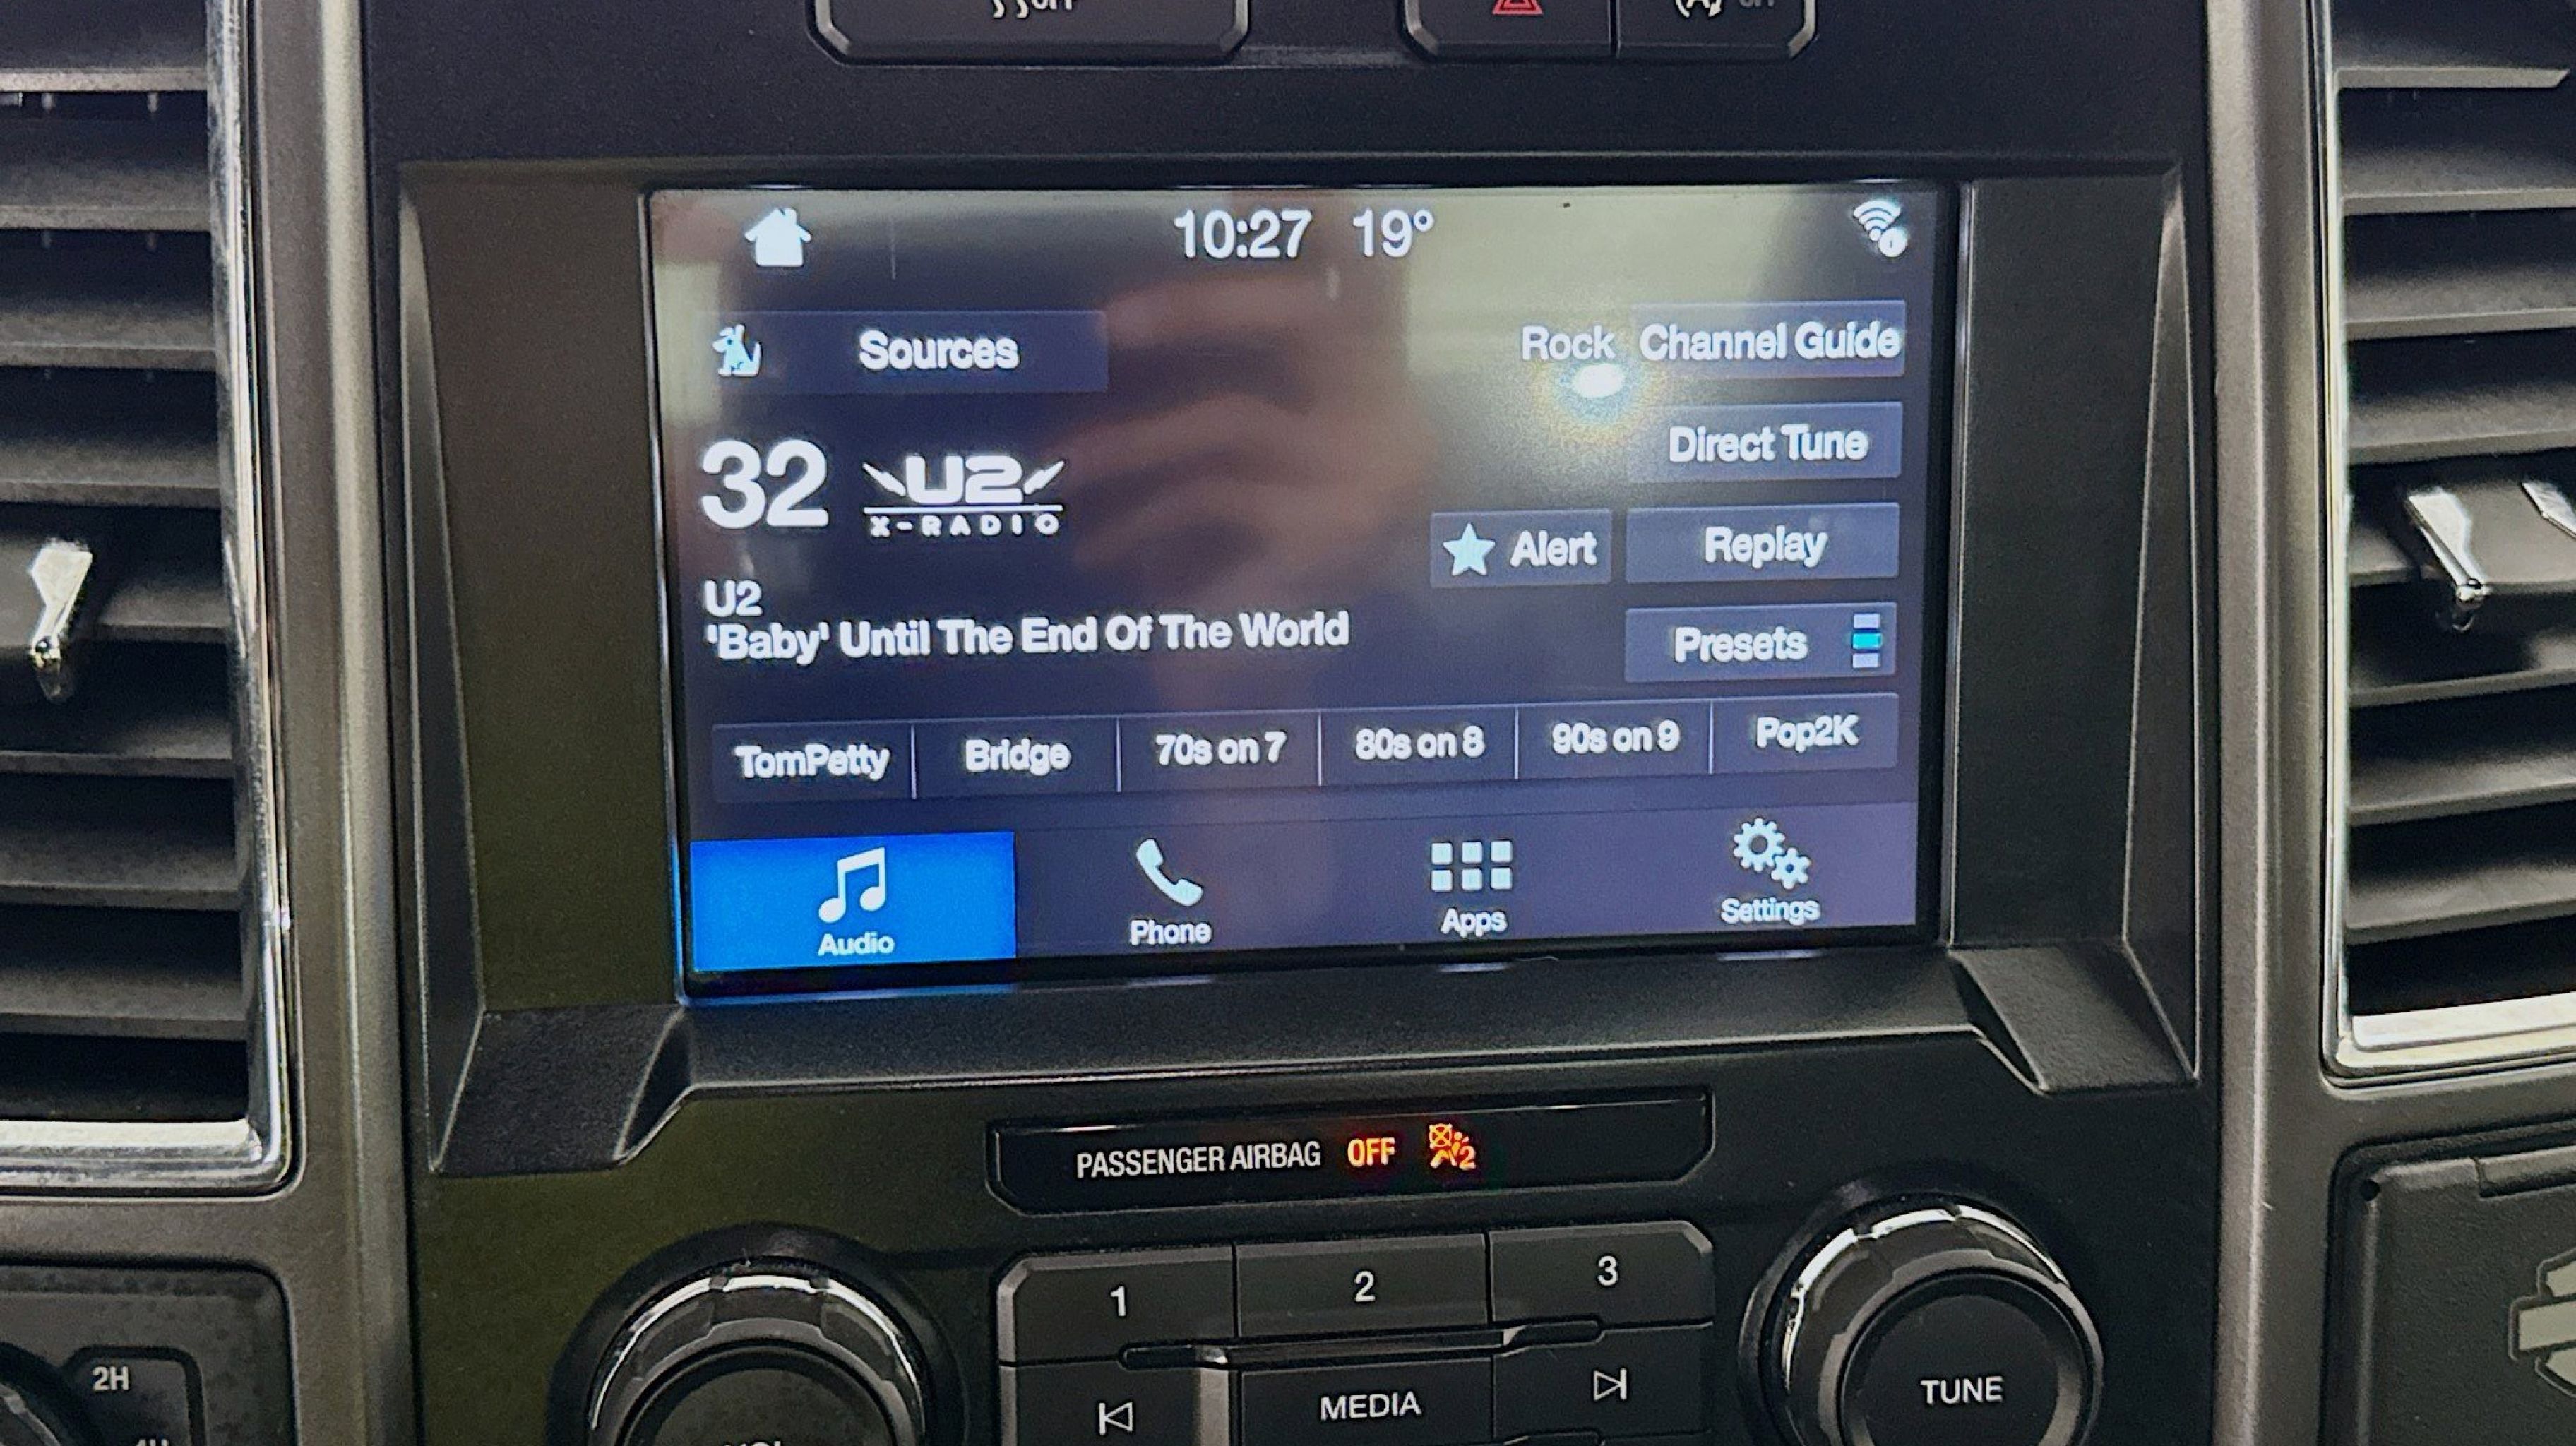 OFF
10:27 19°
Sources
Rock
Channel Guide
Direct Tune
32
U2
X-RADIO
Alert
Replay
U2
'Baby' Until The End Of The World
Presets
TomPetty
Bridge
70s on 7
80s on 8
90s on 9
Pop2K
Audio
Phone
Apps
Settings
PASSENGER AIRBAG OFF
2
1
2
3
MEDIA
TUNE
2H